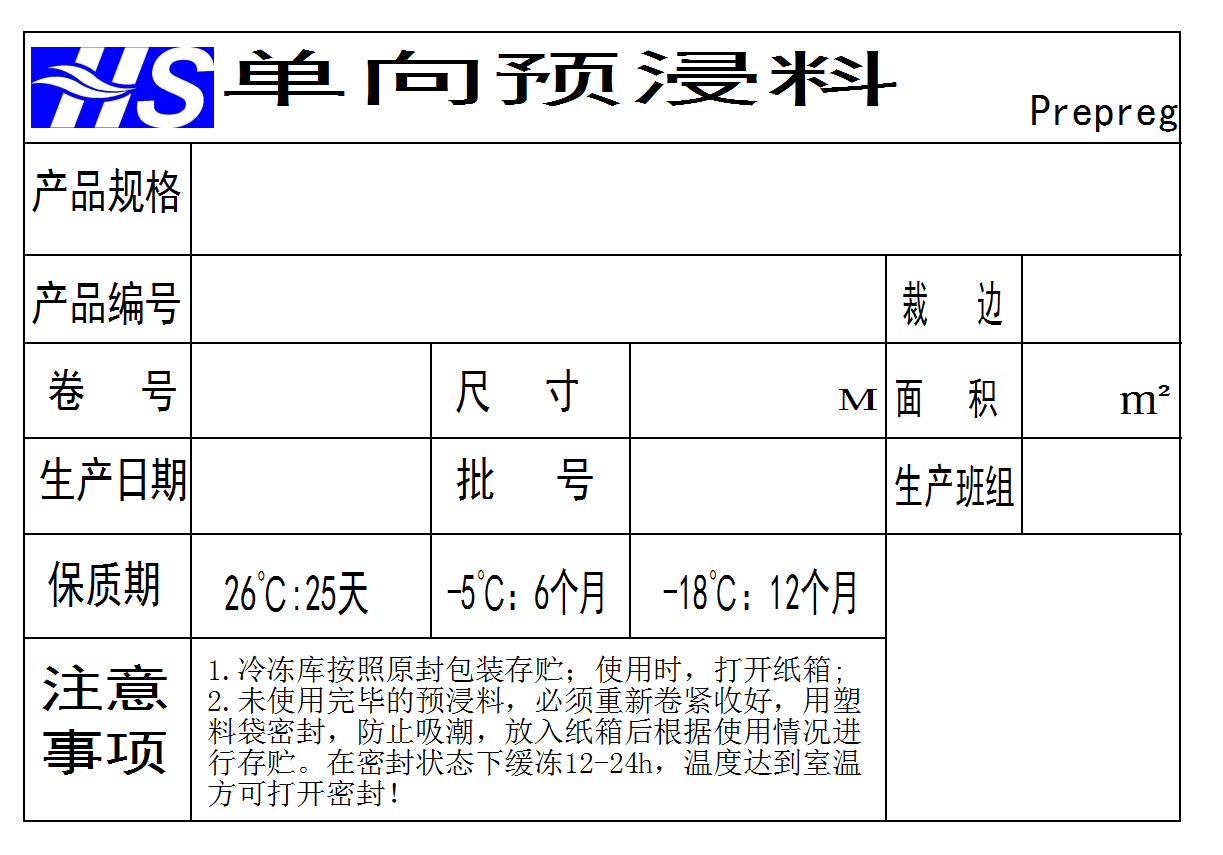 HS 单向预浸料
Prepreg
产品规格
产品编号
裁 边
卷 号
尺 寸
M
面 积
m²
生产日期
批 号
生产班组
保质期
26℃:25天
-5℃：6个月
-18℃：12个月
注意
事项
1.冷冻库按照原封包装存贮；使用时，打开纸箱;
2.未使用完毕的预浸料，必须重新卷紧收好，用塑
料袋密封，防止吸潮，放入纸箱后根据使用情况进
行存贮。在密封状态下缓冻12-24h，温度达到室温
方可打开密封!